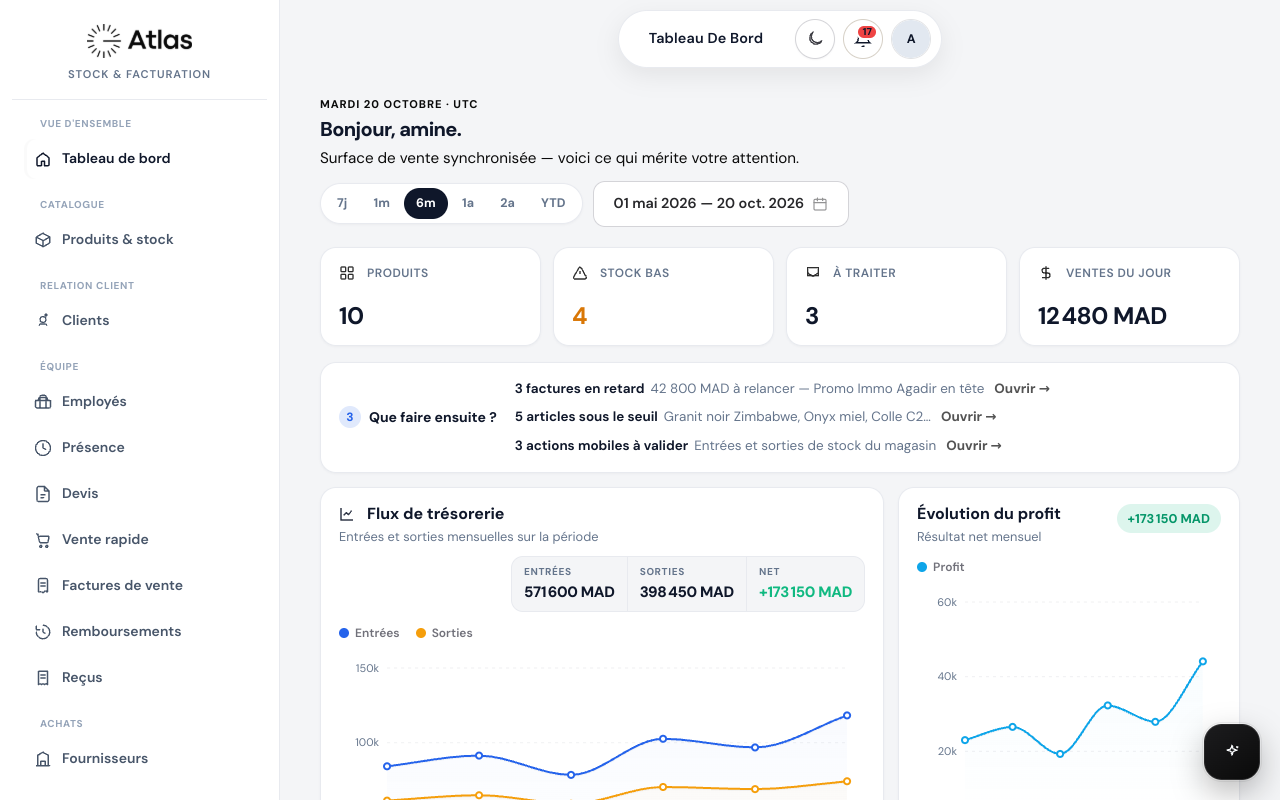 Atlas
STOCK & FACTURATION
VUE D'ENSEMBLE
Tableau de bord
CATALOGUE
Produits & stock
RELATION CLIENT
Clients
ÉQUIPE
Employés
Présence
Devis
Vente rapide
Factures de vente
Remboursements
Reçus
ACHATS
Fournisseurs
Tableau De Bord
17
A
MARDI 20 OCTOBRE · UTC
Bonjour, amine.
Surface de vente synchronisée — voici ce qui mérite votre attention.
7j 1m 6m 1a 2a YTD
01 mai 2026 — 20 oct. 2026
PRODUITS
10
STOCK BAS
4
À TRAITER
3
VENTES DU JOUR
12 480 MAD
3 Que faire ensuite ?
3 factures en retard 42 800 MAD à relancer — Promo Immo Agadir en tête Ouvrir →
5 articles sous le seuil Granit noir Zimbabwe, Onyx miel, Colle C2… Ouvrir →
3 actions mobiles à valider Entrées et sorties de stock du magasin Ouvrir →
Flux de trésorerie
Entrées et sorties mensuelles sur la période
ENTRÉES
571 600 MAD
SORTIES
398 450 MAD
NET
+173 150 MAD
Entrées Sorties
150k
100k
Évolution du profit
+173 150 MAD
Résultat net mensuel
Profit
60k
40k
20k